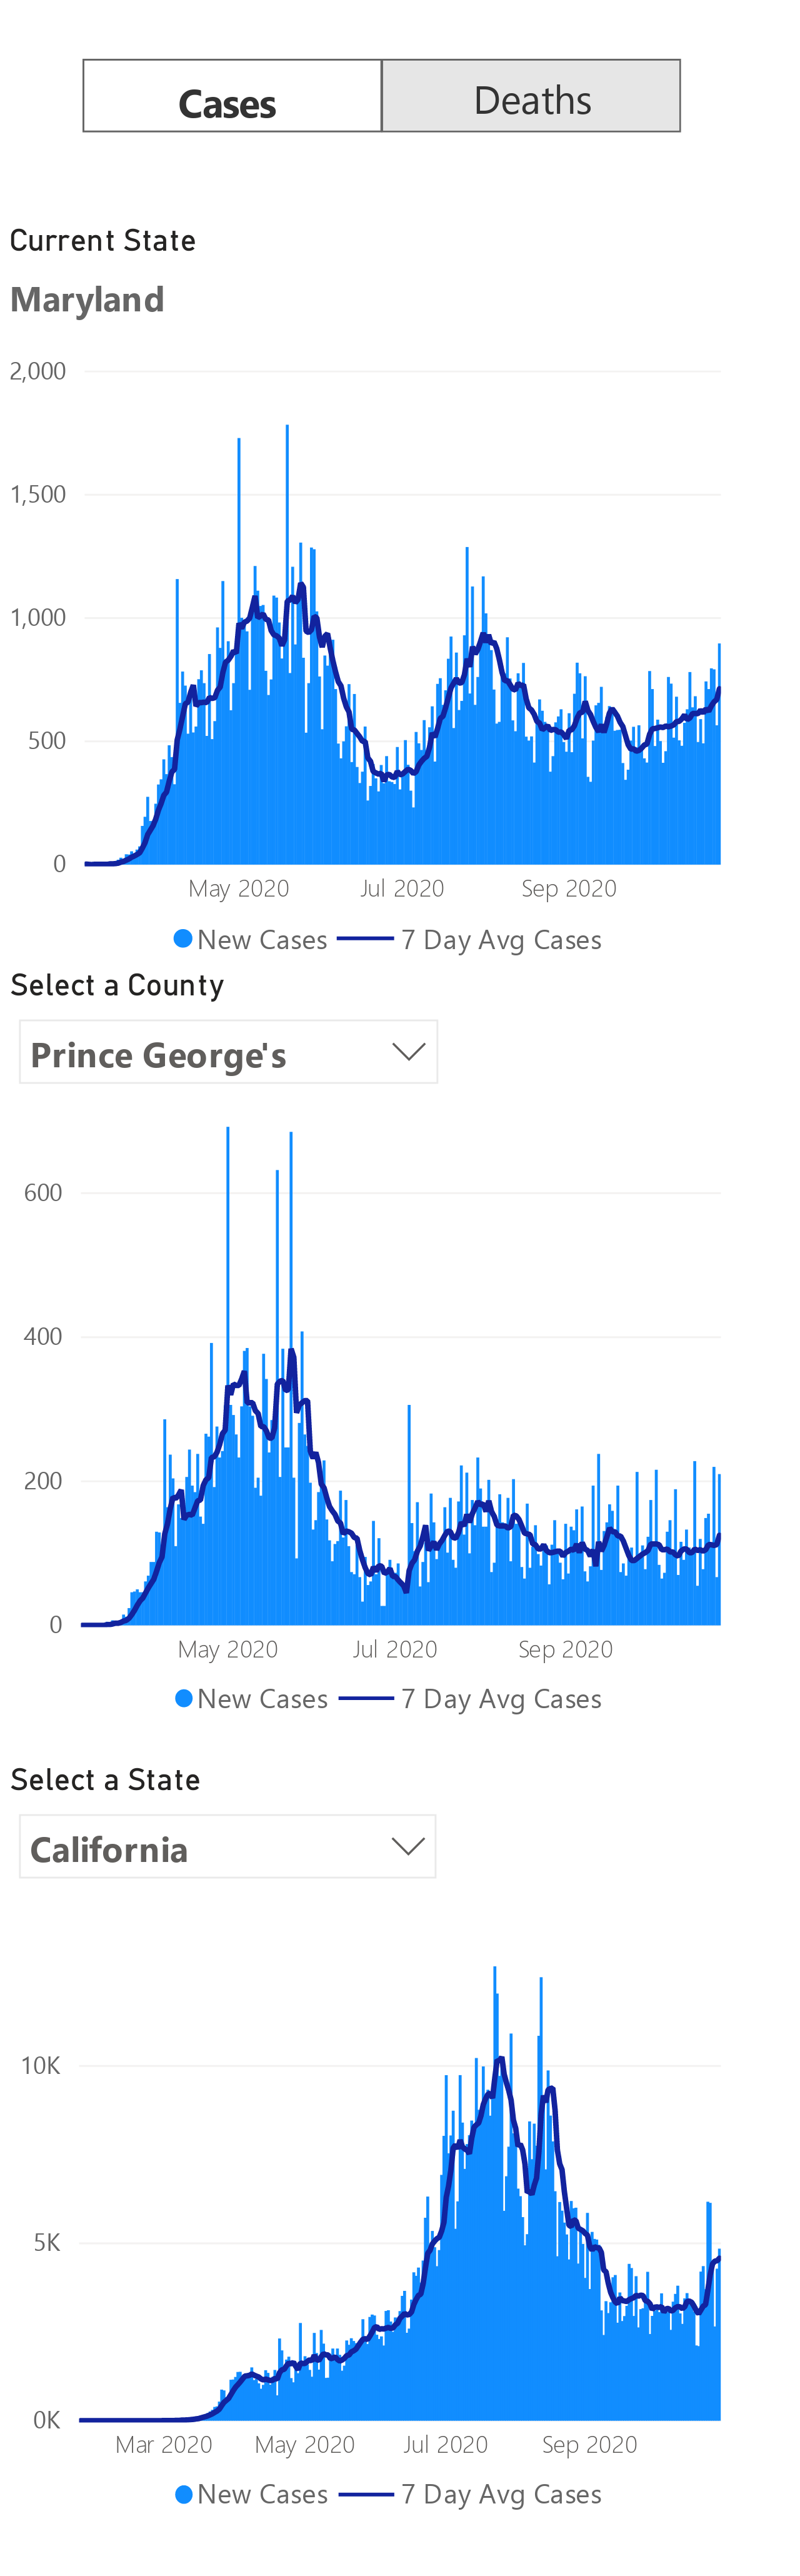 Cases Deaths
Current State
Maryland
2,000
1,500
1,000
500
0
May 2020 Jul 2020 Sep 2020
New Cases 7 Day Avg Cases
Select a County
Prince George's
600
400
200
0
May 2020 Jul 2020 Sep 2020
New Cases 7 Day Avg Cases
Select a State
California
10K
5K
0K
Mar 2020 May 2020 Jul 2020 Sep 2020
New Cases 7 Day Avg Cases